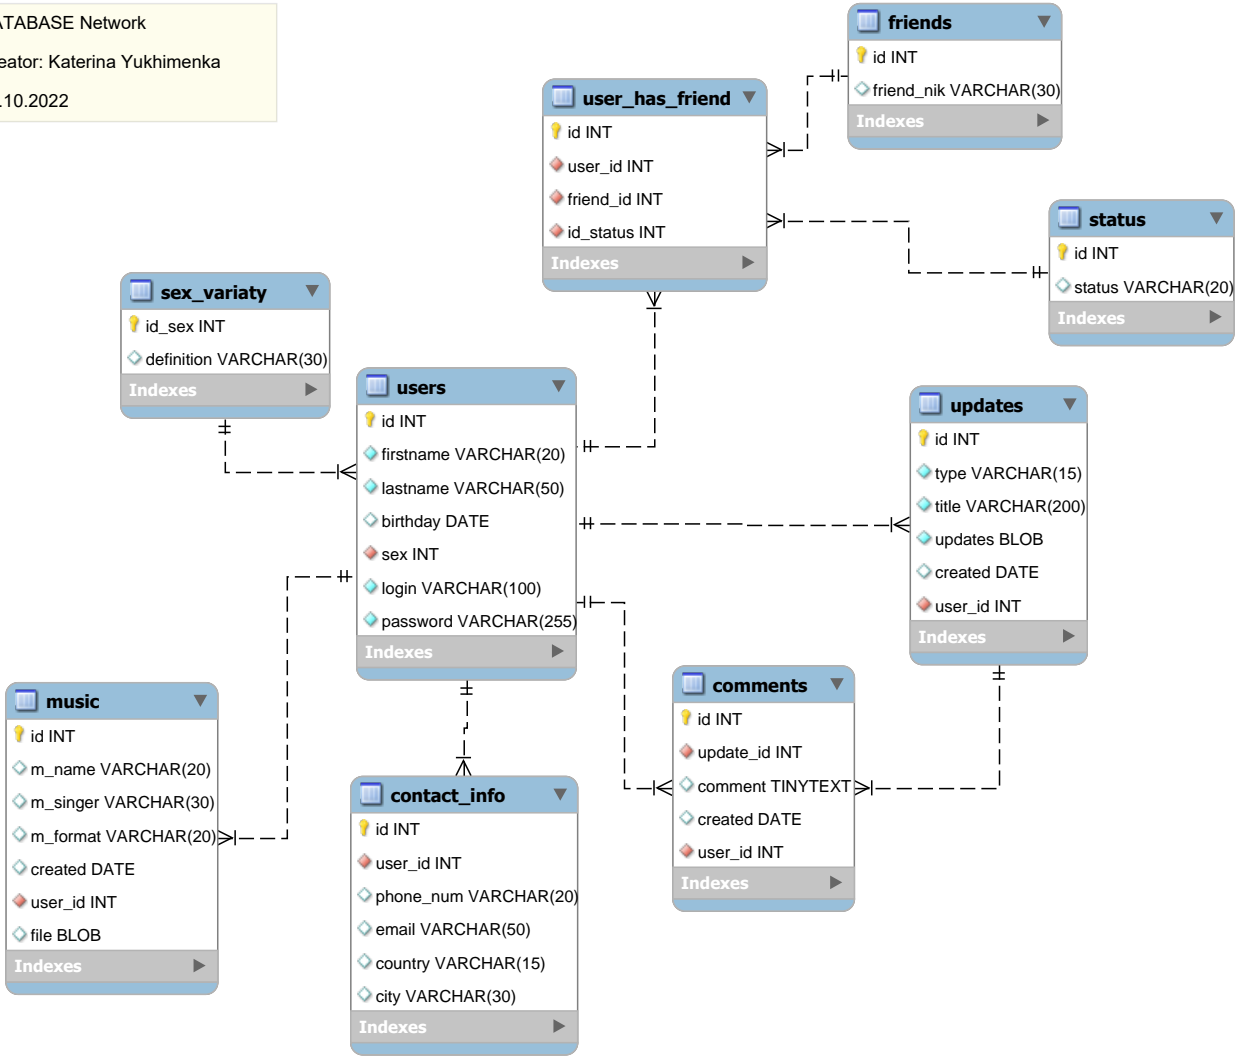 ATABASE Network
eator: Katerina Yukhimenka
.10.2022
friends
id INT
friend_nik VARCHAR(30)
Indexes
user_has_friend
id INT
user_id INT
friend_id INT
id_status INT
Indexes
status
id INT
status VARCHAR(20)
Indexes
sex_variaty
id_sex INT
definition VARCHAR(30)
Indexes
users
id INT
firstname VARCHAR(20)
lastname VARCHAR(50)
birthday DATE
sex INT
login VARCHAR(100)
password VARCHAR(255)
Indexes
updates
id INT
type VARCHAR(15)
title VARCHAR(200)
updates BLOB
created DATE
user_id INT
Indexes
music
id INT
m_name VARCHAR(20)
m_singer VARCHAR(30)
m_format VARCHAR(20)
created DATE
user_id INT
file BLOB
Indexes
contact_info
id INT
user_id INT
phone_num VARCHAR(20)
email VARCHAR(50)
country VARCHAR(15)
city VARCHAR(30)
Indexes
comments
id INT
update_id INT
comment TINYTEXT
created DATE
user_id INT
Indexes